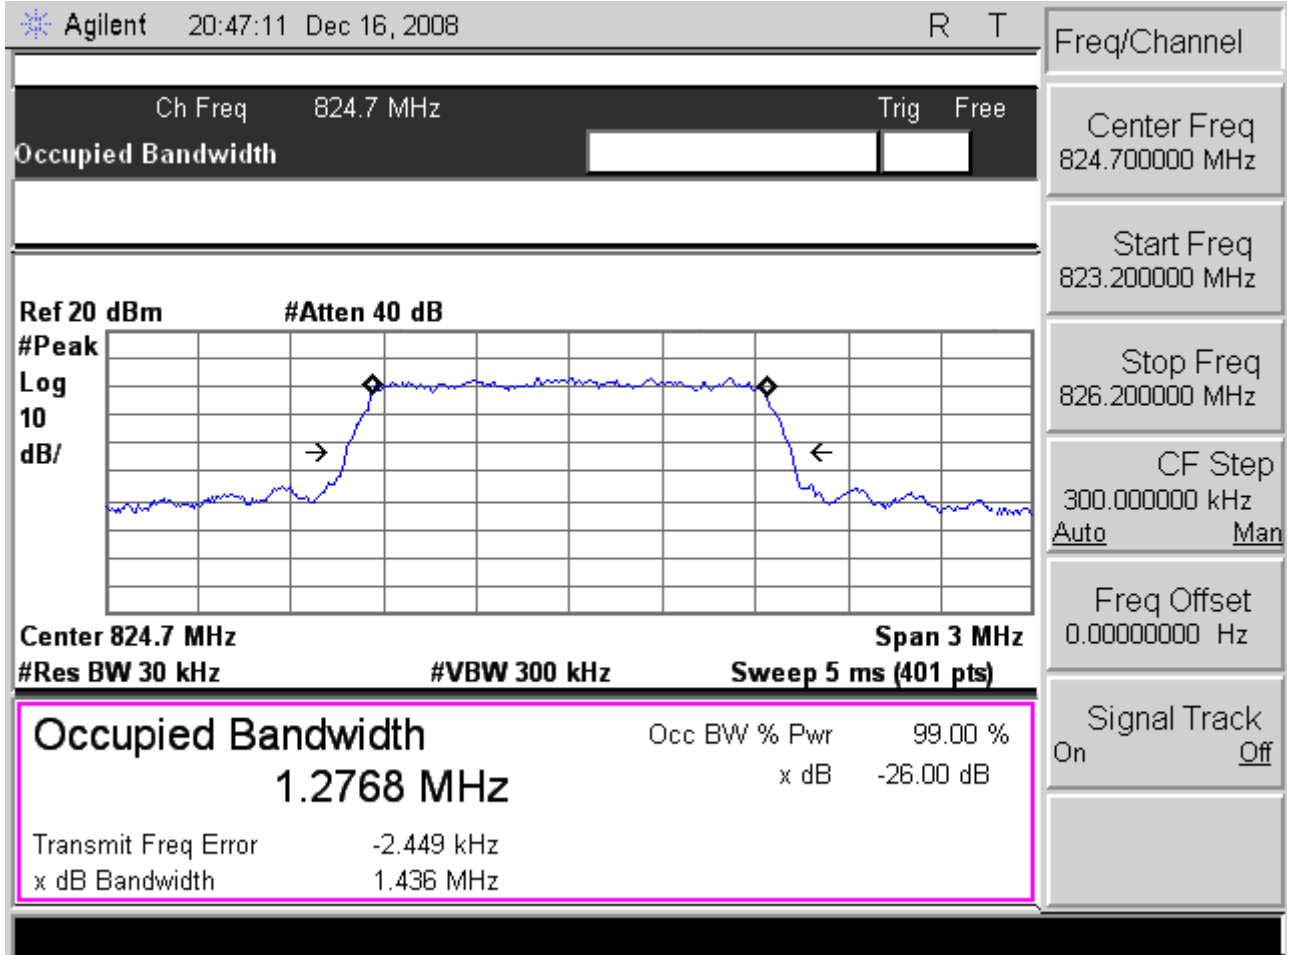 Agilent 20:47:11 Dec 16, 2008 R T
Freq/Channel
Ch Freq 824.7 MHz Trig Free
Occupied Bandwidth
Center Freq
824.700000 MHz
Start Freq
823.200000 MHz
Stop Freq
826.200000 MHz
CF Step
300.000000 kHz
Auto Man
Freq Offset
0.00000000 Hz
Signal Track
On Off
Ref 20 dBm #Atten 40 dB
#Peak
Log
10
dB/
Center 824.7 MHz Span 3 MHz
#Res BW 30 kHz #VBW 300 kHz Sweep 5 ms (401 pts)
Occupied Bandwidth
1.2768 MHz
Occ BW % Pwr 99.00 %
x dB -26.00 dB
Transmit Freq Error -2.449 kHz
x dB Bandwidth 1.436 MHz